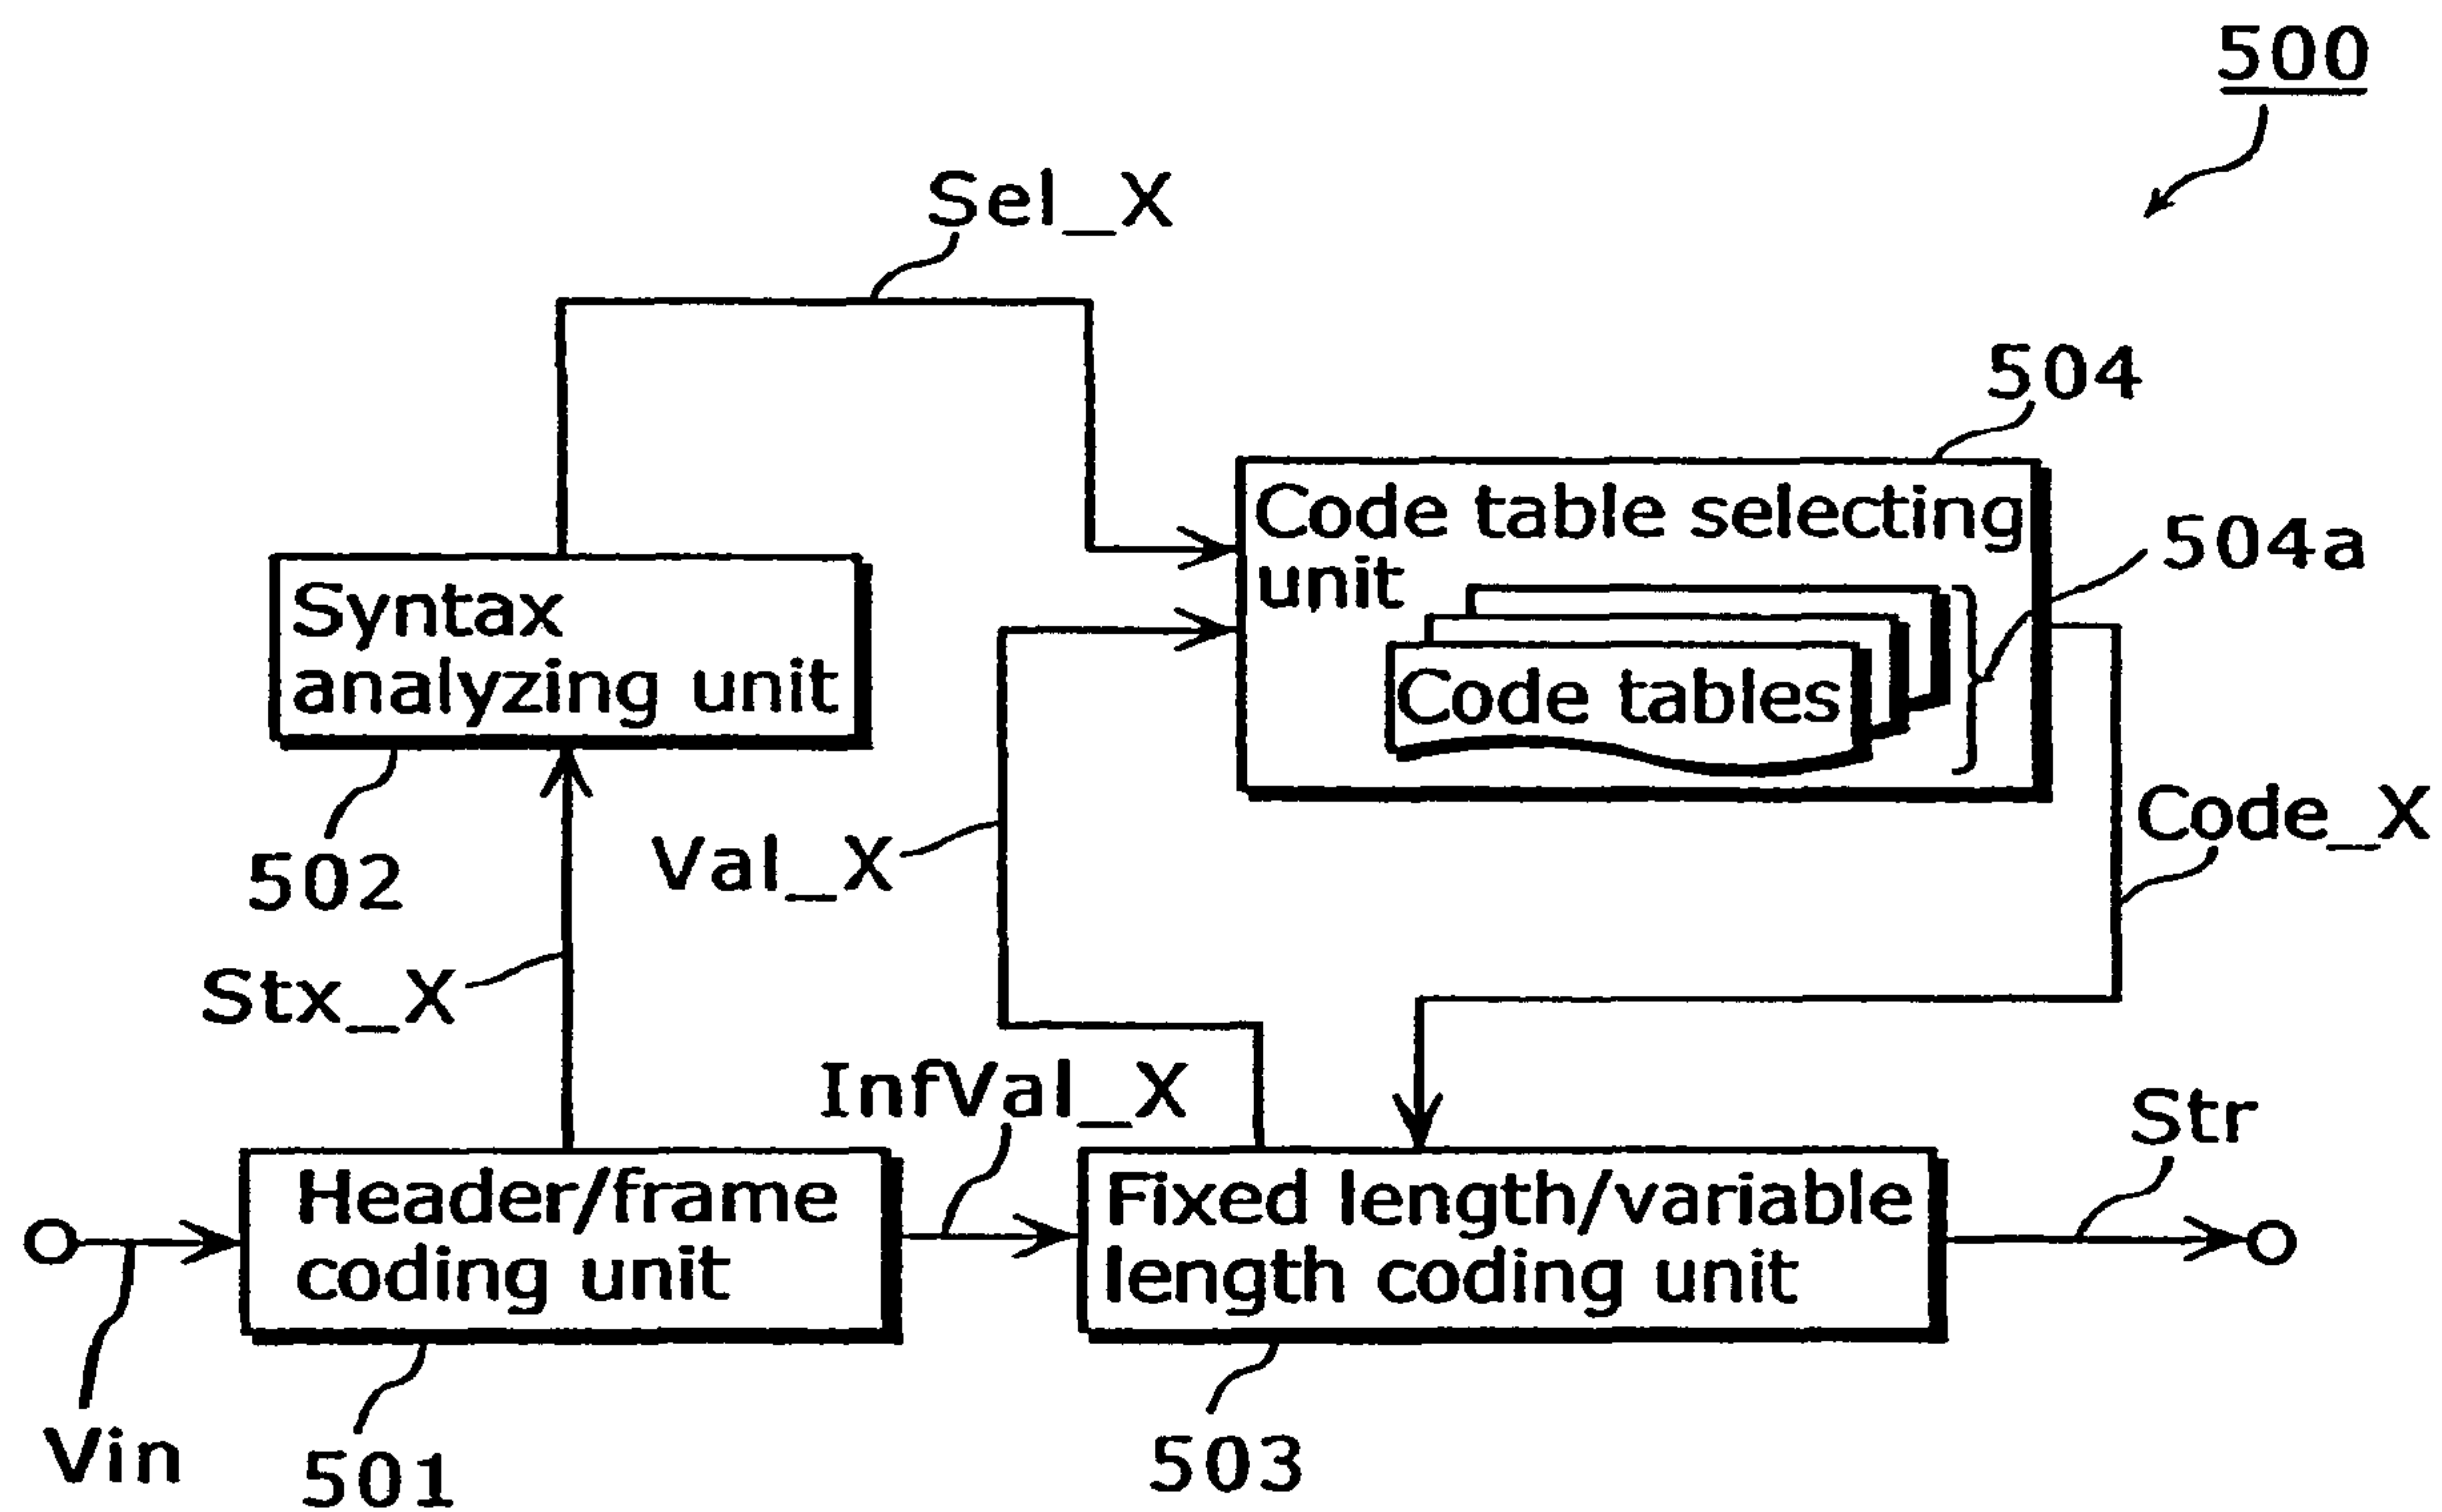 500
Sel_X
504
Code table selecting
unit
504a
Syntax
analyzing unit
Code tables
Code_X
Val_X
502
Stx_X
InfVal_X
Str
Header/frame
coding unit
Fixed length/variable
length coding unit
Vin
501
503